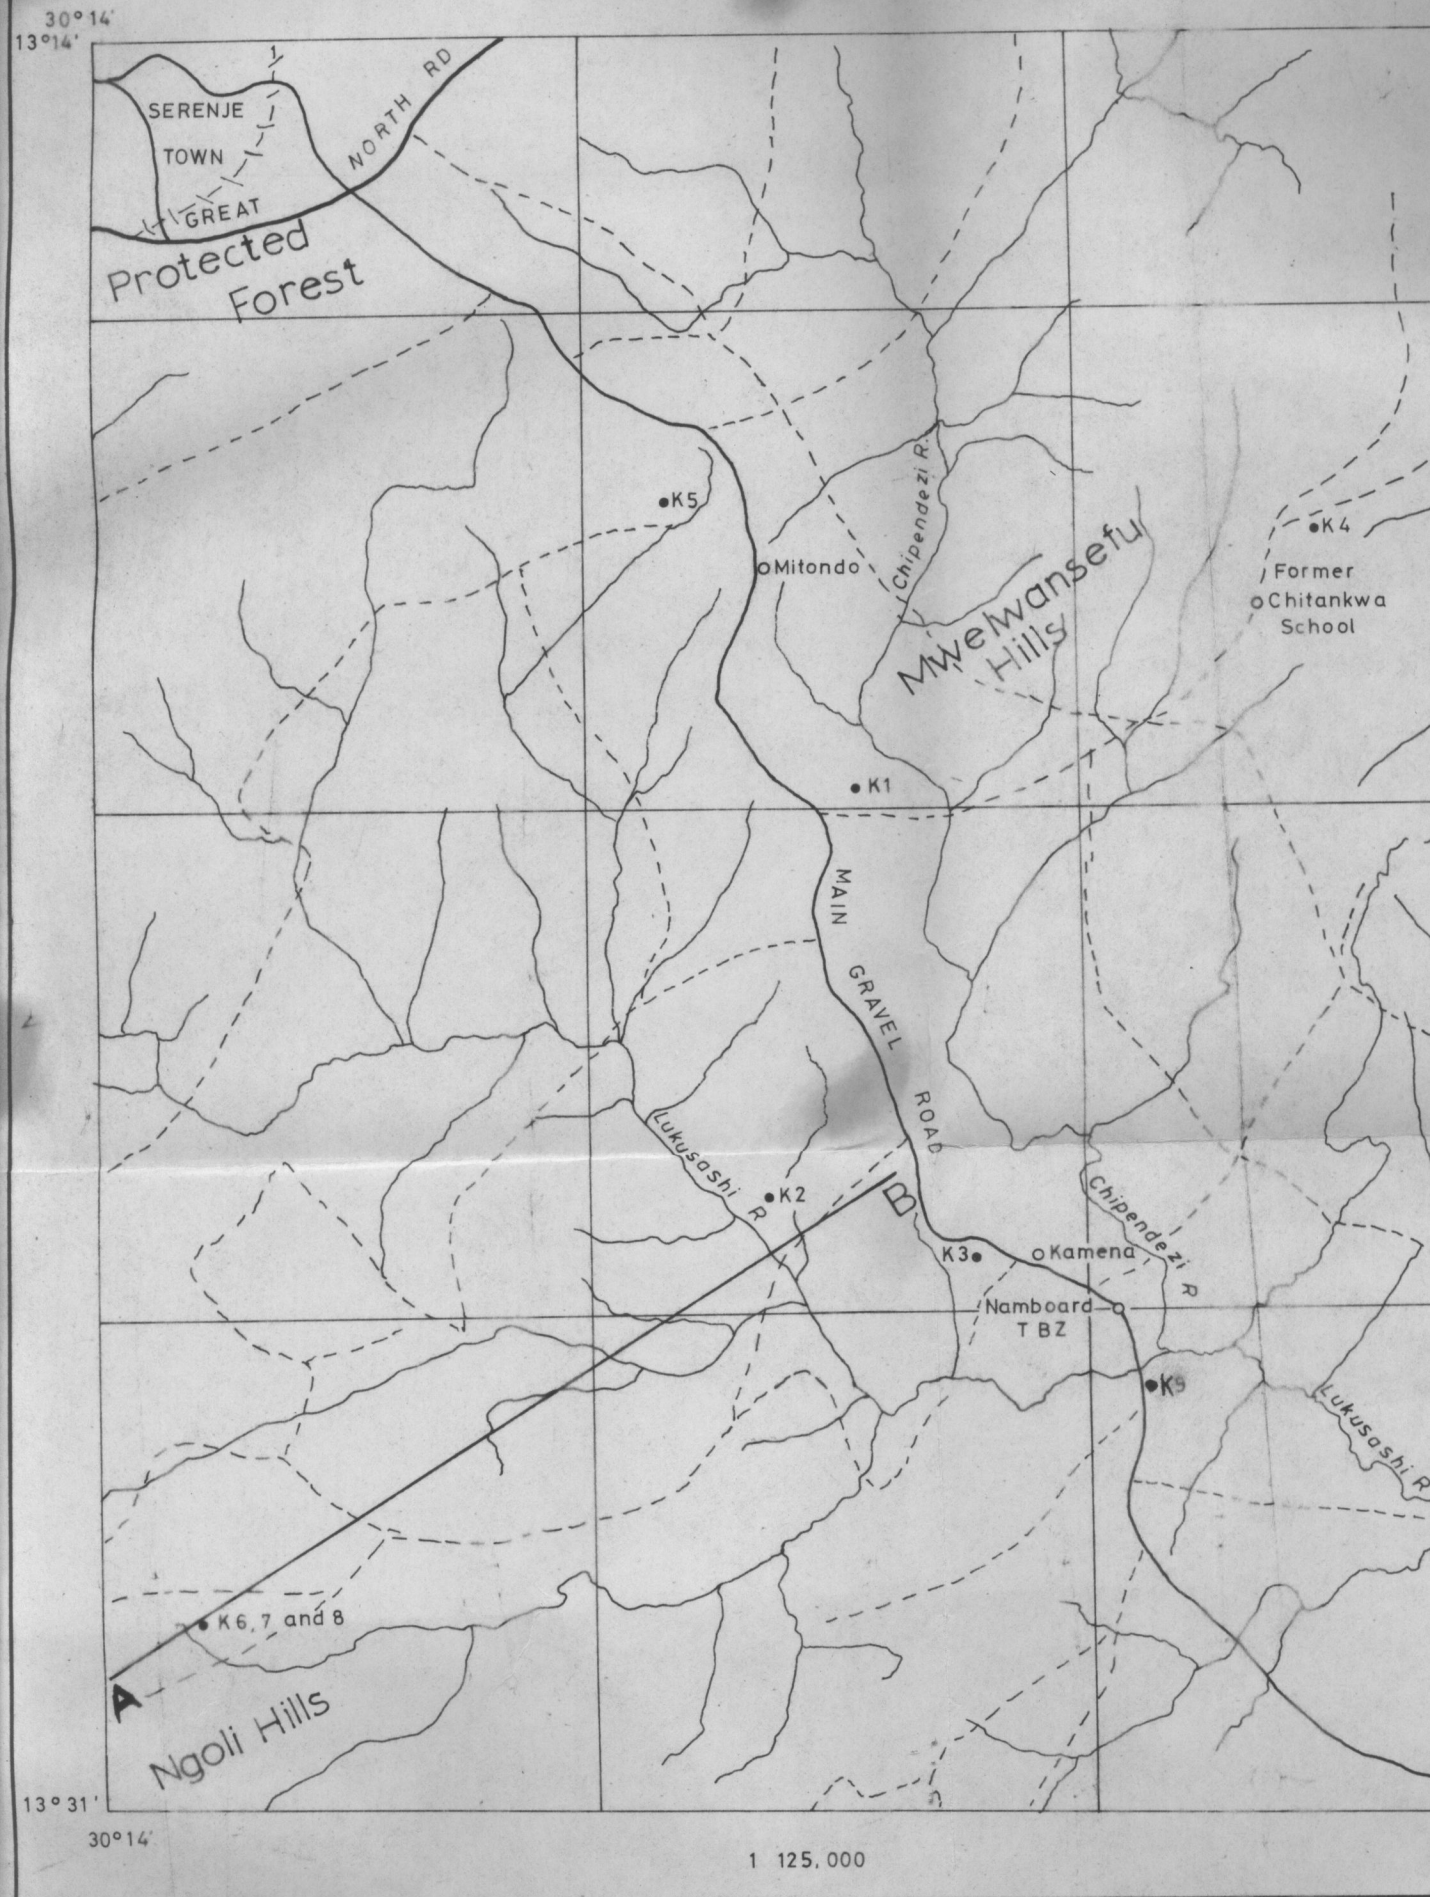 30°14'
13°14'
NORTH RD
SERENJE
TOWN
GREAT
Protected
Forest
K5
Mitondo
Chipendezi R.
Mwelwansefu
Hills
K4
Former
Chitankwa
School
K1
MAIN GRAVEL ROAD
Lukusashi R
K2
B
K3
Kamena
Chipendezi R
Namboard
TBZ
K9
Lukusashi R
K6,7 and 8
A
Ngoli Hills
13°31'
30°14'
1 125,000